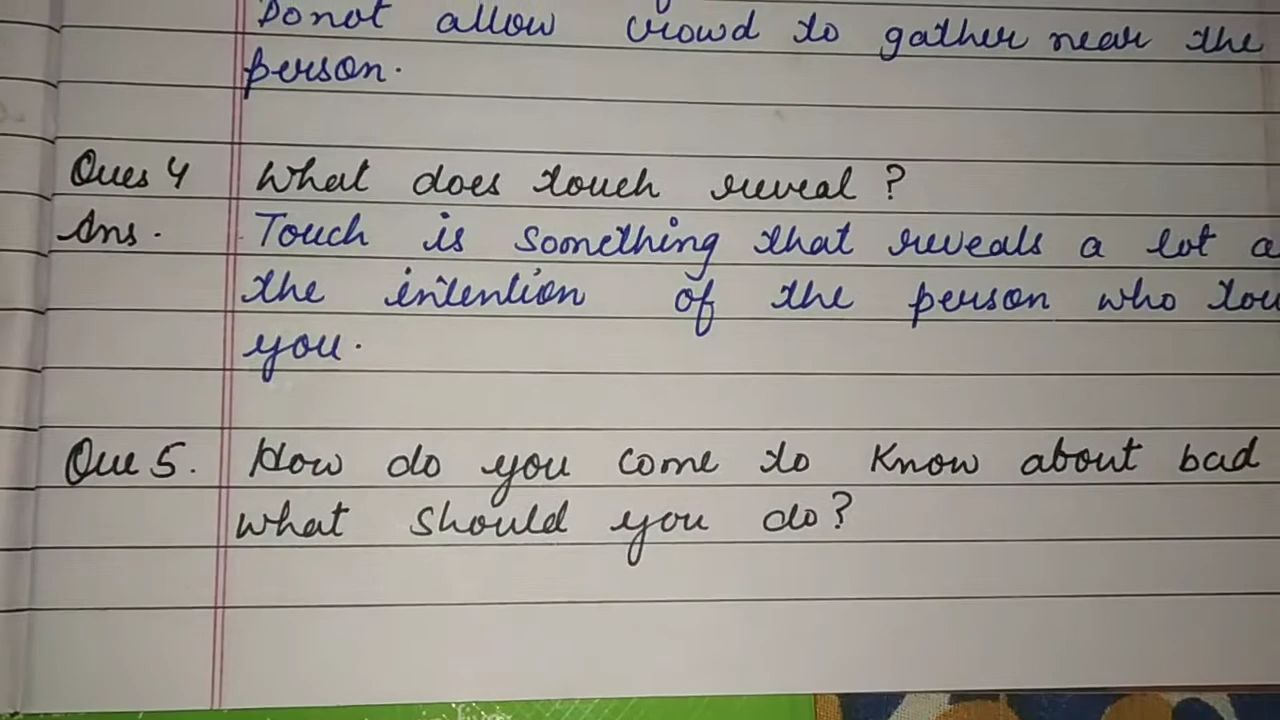 Donot allow crowd to gather near the
person.
Ques 4 What does touch reveal ?
Ans. Touch is something that reveals a lot a
the intention of the person who tou
you.
Que 5. How do you come to know about bad
what should you do?